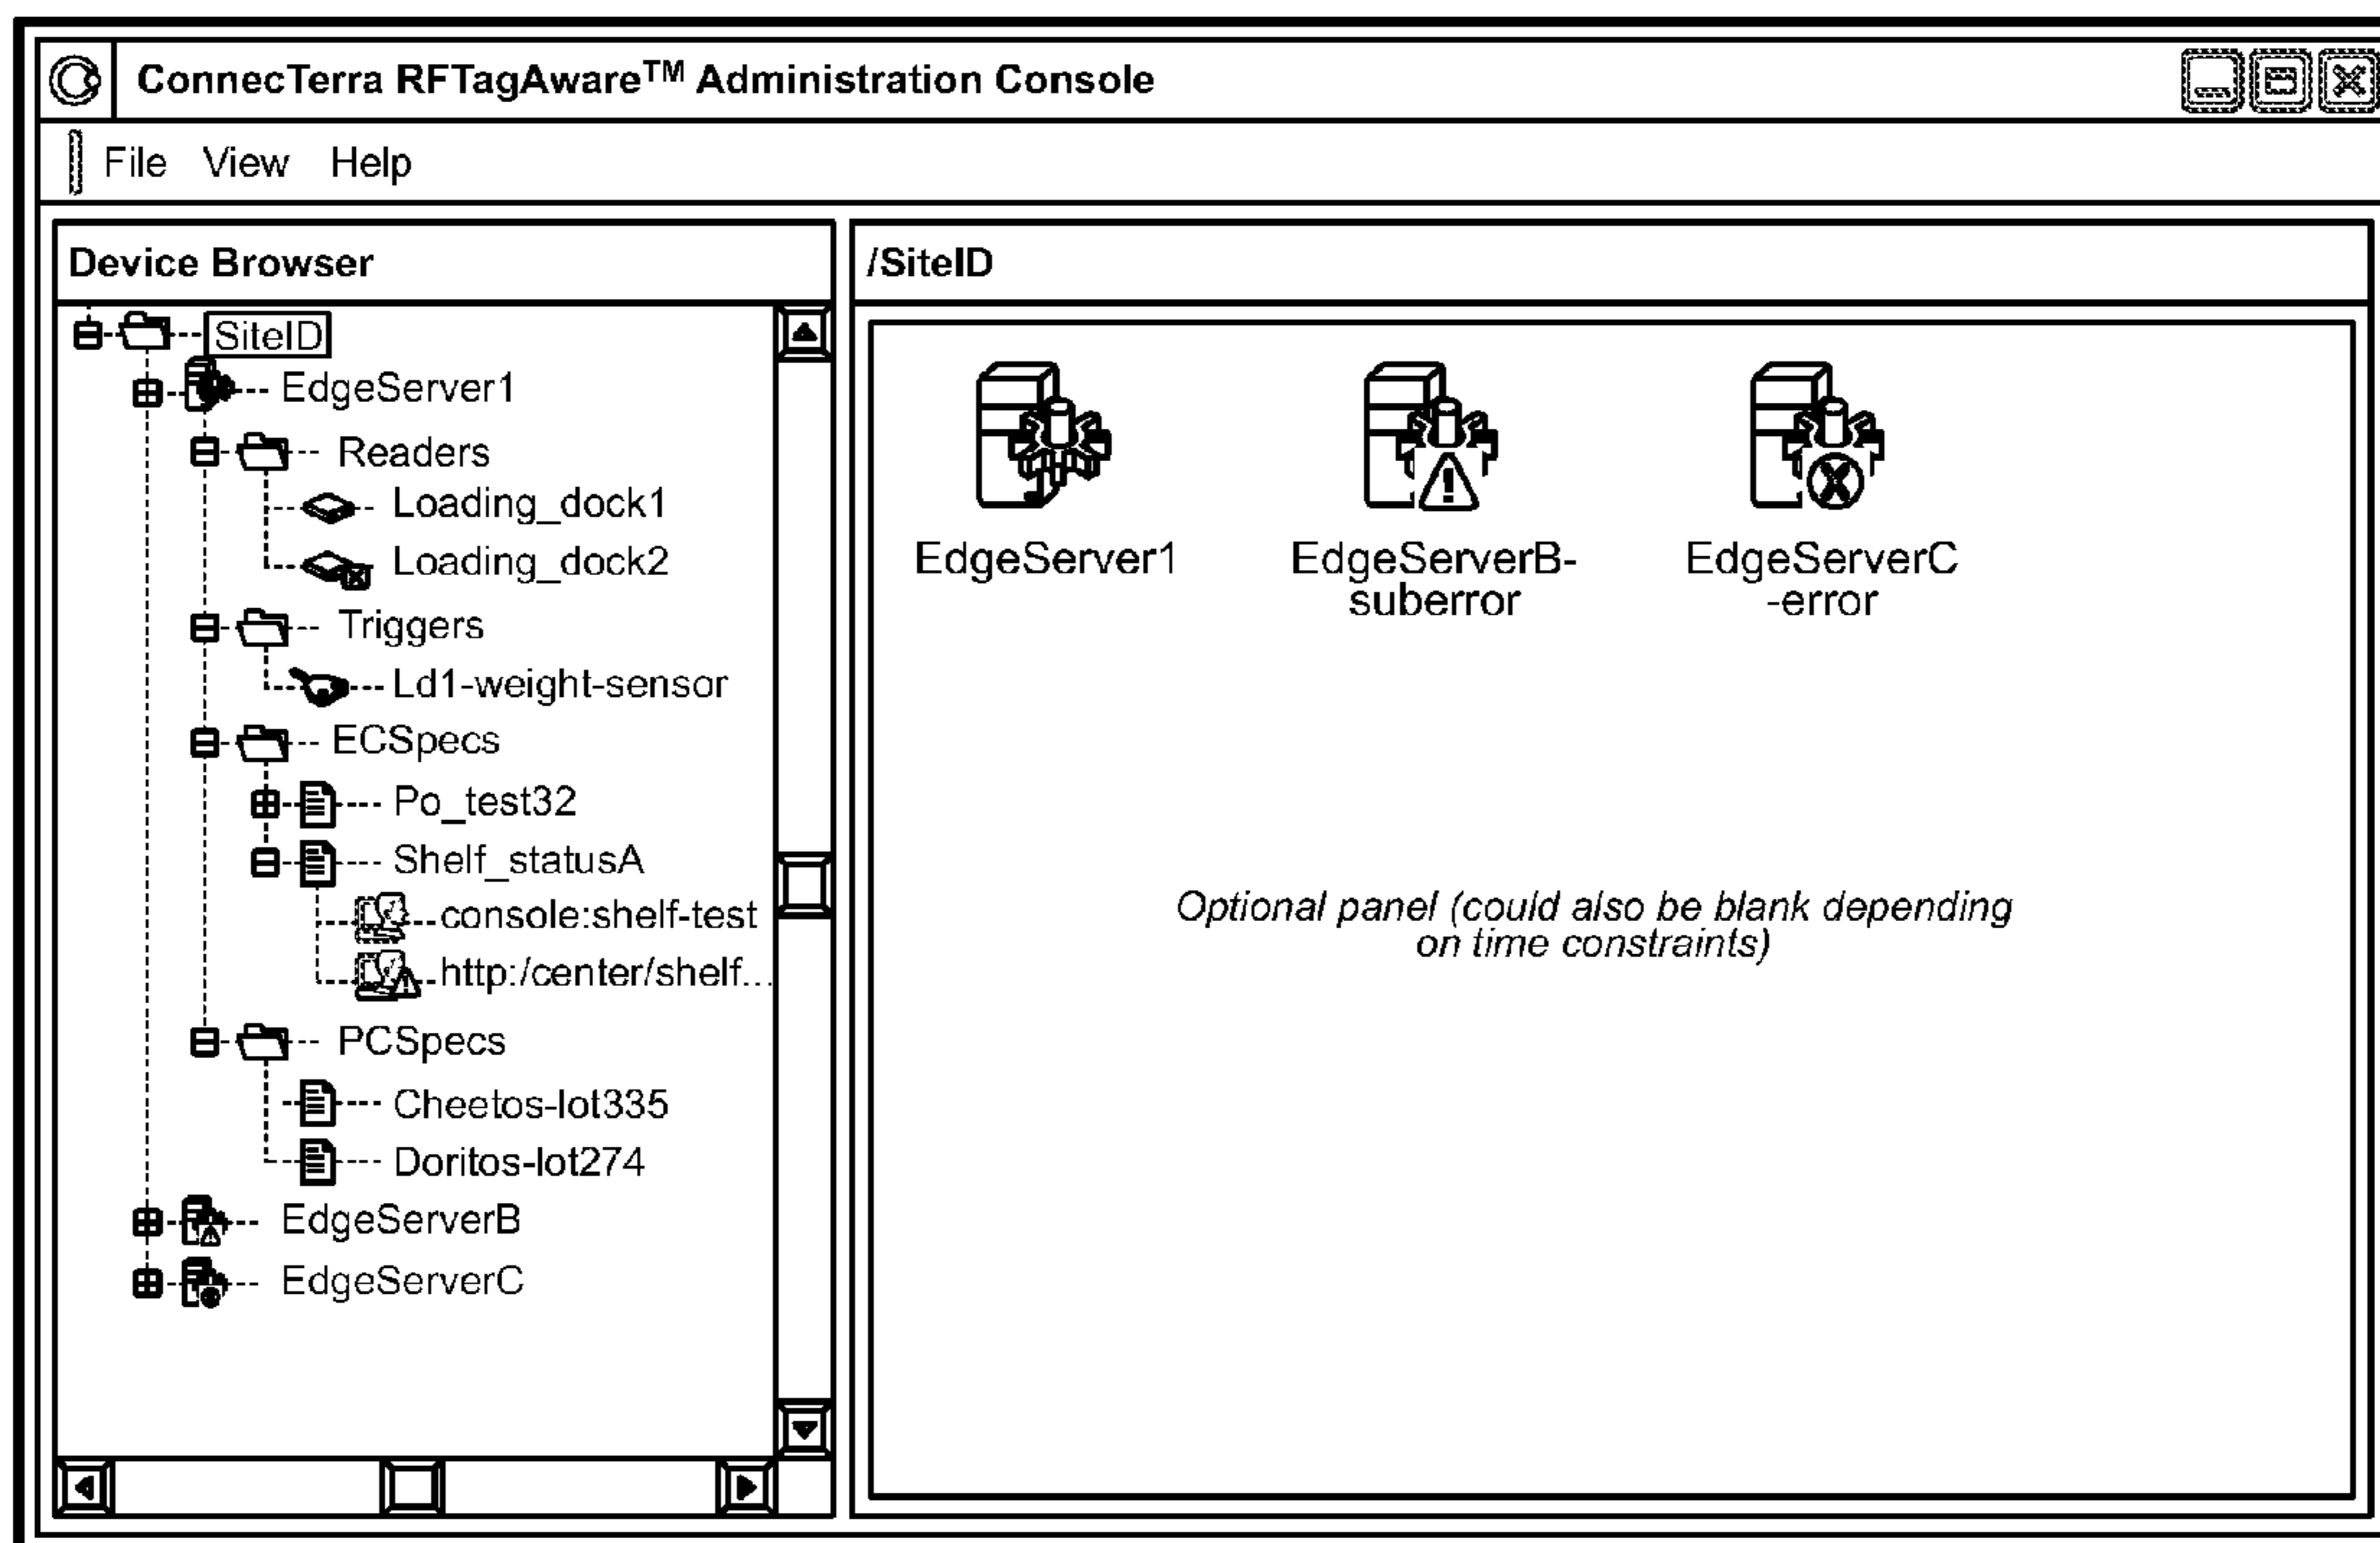 ConnecTerra RFTagAware™ Administration Console
File View Help
Device Browser
SiteID
EdgeServer1
Readers
Loading_dock1
Loading_dock2
Triggers
Ld1-weight-sensor
ECSpecs
Po_test32
Shelf_statusA
console:shelf-test
http:/center/shelf...
PCSpecs
Cheetos-lot335
Doritos-lot274
EdgeServerB
EdgeServerC
/SiteID
EdgeServer1
EdgeServerB-
suberror
EdgeServerC
-error
Optional panel (could also be blank depending
on time constraints)